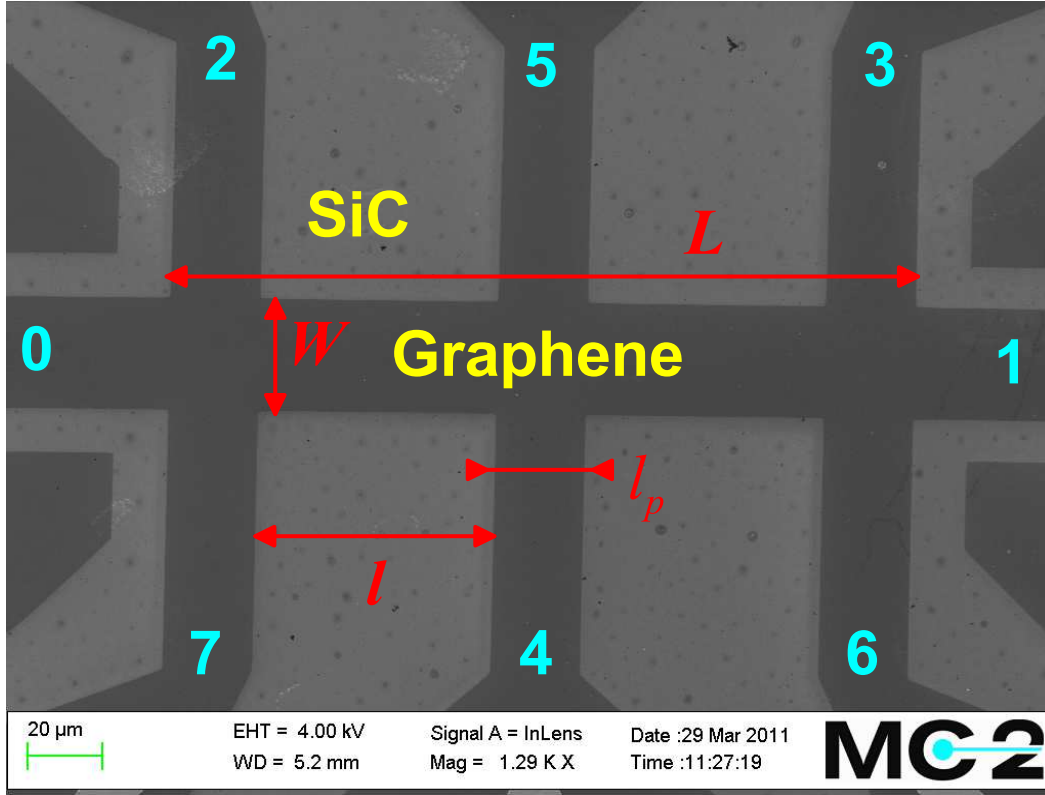 2 5 3
SiC
L
0 W Graphene 1
l_p
l
7 4 6
20 µm
EHT = 4.00 kV Signal A = InLens Date :29 Mar 2011
WD = 5.2 mm Mag = 1.29 K X Time :11:27:19
MC2